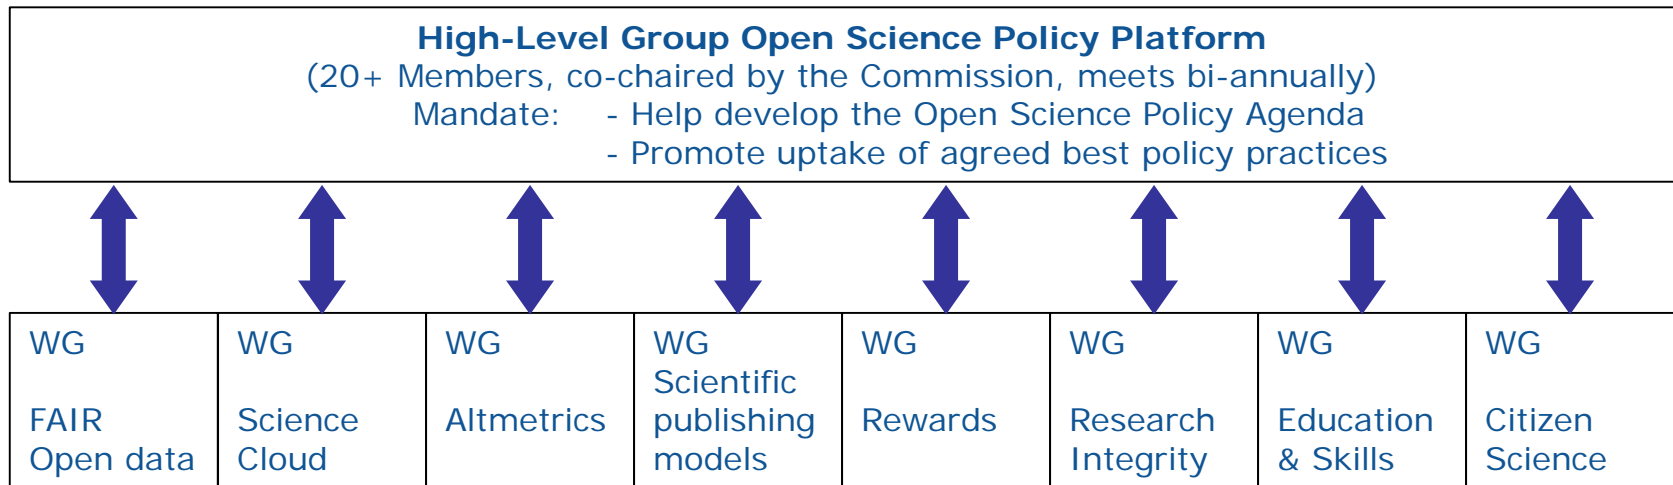 High-Level Group Open Science Policy Platform
(20+ Members, co-chaired by the Commission, meets bi-annually)
Mandate: - Help develop the Open Science Policy Agenda
- Promote uptake of agreed best policy practices
WG
FAIR
Open data
WG
Science
Cloud
WG
Altmetrics
WG
Scientific
publishing
models
WG
Rewards
WG
Research
Integrity
WG
Education
& Skills
WG
Citizen
Science